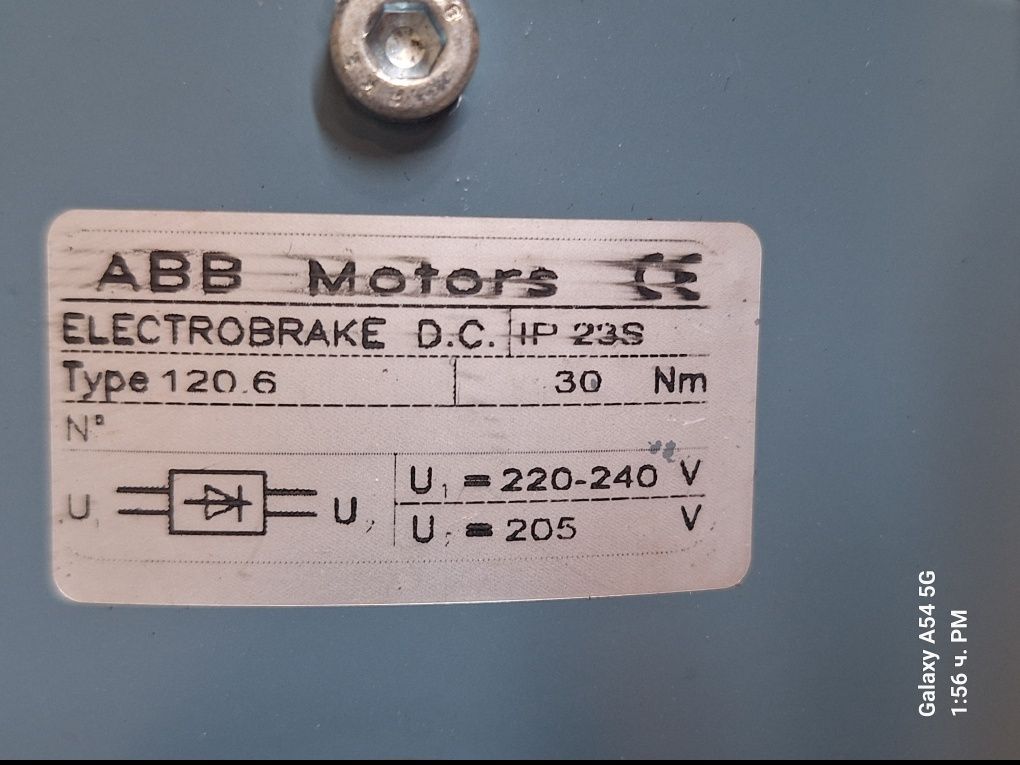 ABB Motors CE
ELECTROBRAKE D.C. IP 23S
Type 120.6 30 Nm
N°
U₁ = 220-240 V
U₁ U₂
U₂ = 205 V
Galaxy A54 5G
1:56 ч. PM